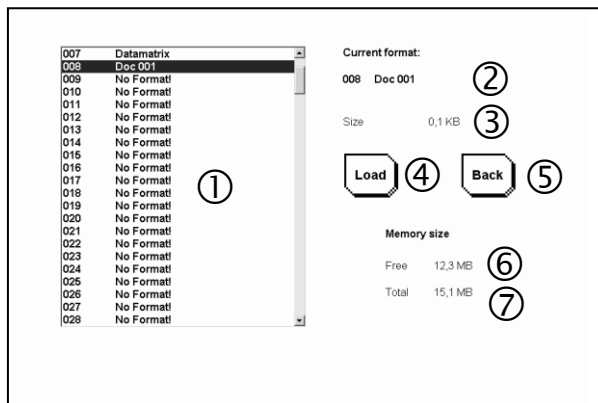 007 Datamatrix
008 Doc 001
009 No Format!
010 No Format!
011 No Format!
012 No Format!
013 No Format!
014 No Format!
015 No Format!
016 No Format!
017 No Format!
018 No Format!
019 No Format!
020 No Format!
021 No Format!
022 No Format!
023 No Format!
024 No Format!
025 No Format!
026 No Format!
027 No Format!
028 No Format!
①
Current format:
008 Doc 001 ②
Size 0,1 KB ③
Load ④ Back ⑤
Memory size
Free 12,3 MB ⑥
Total 15,1 MB ⑦